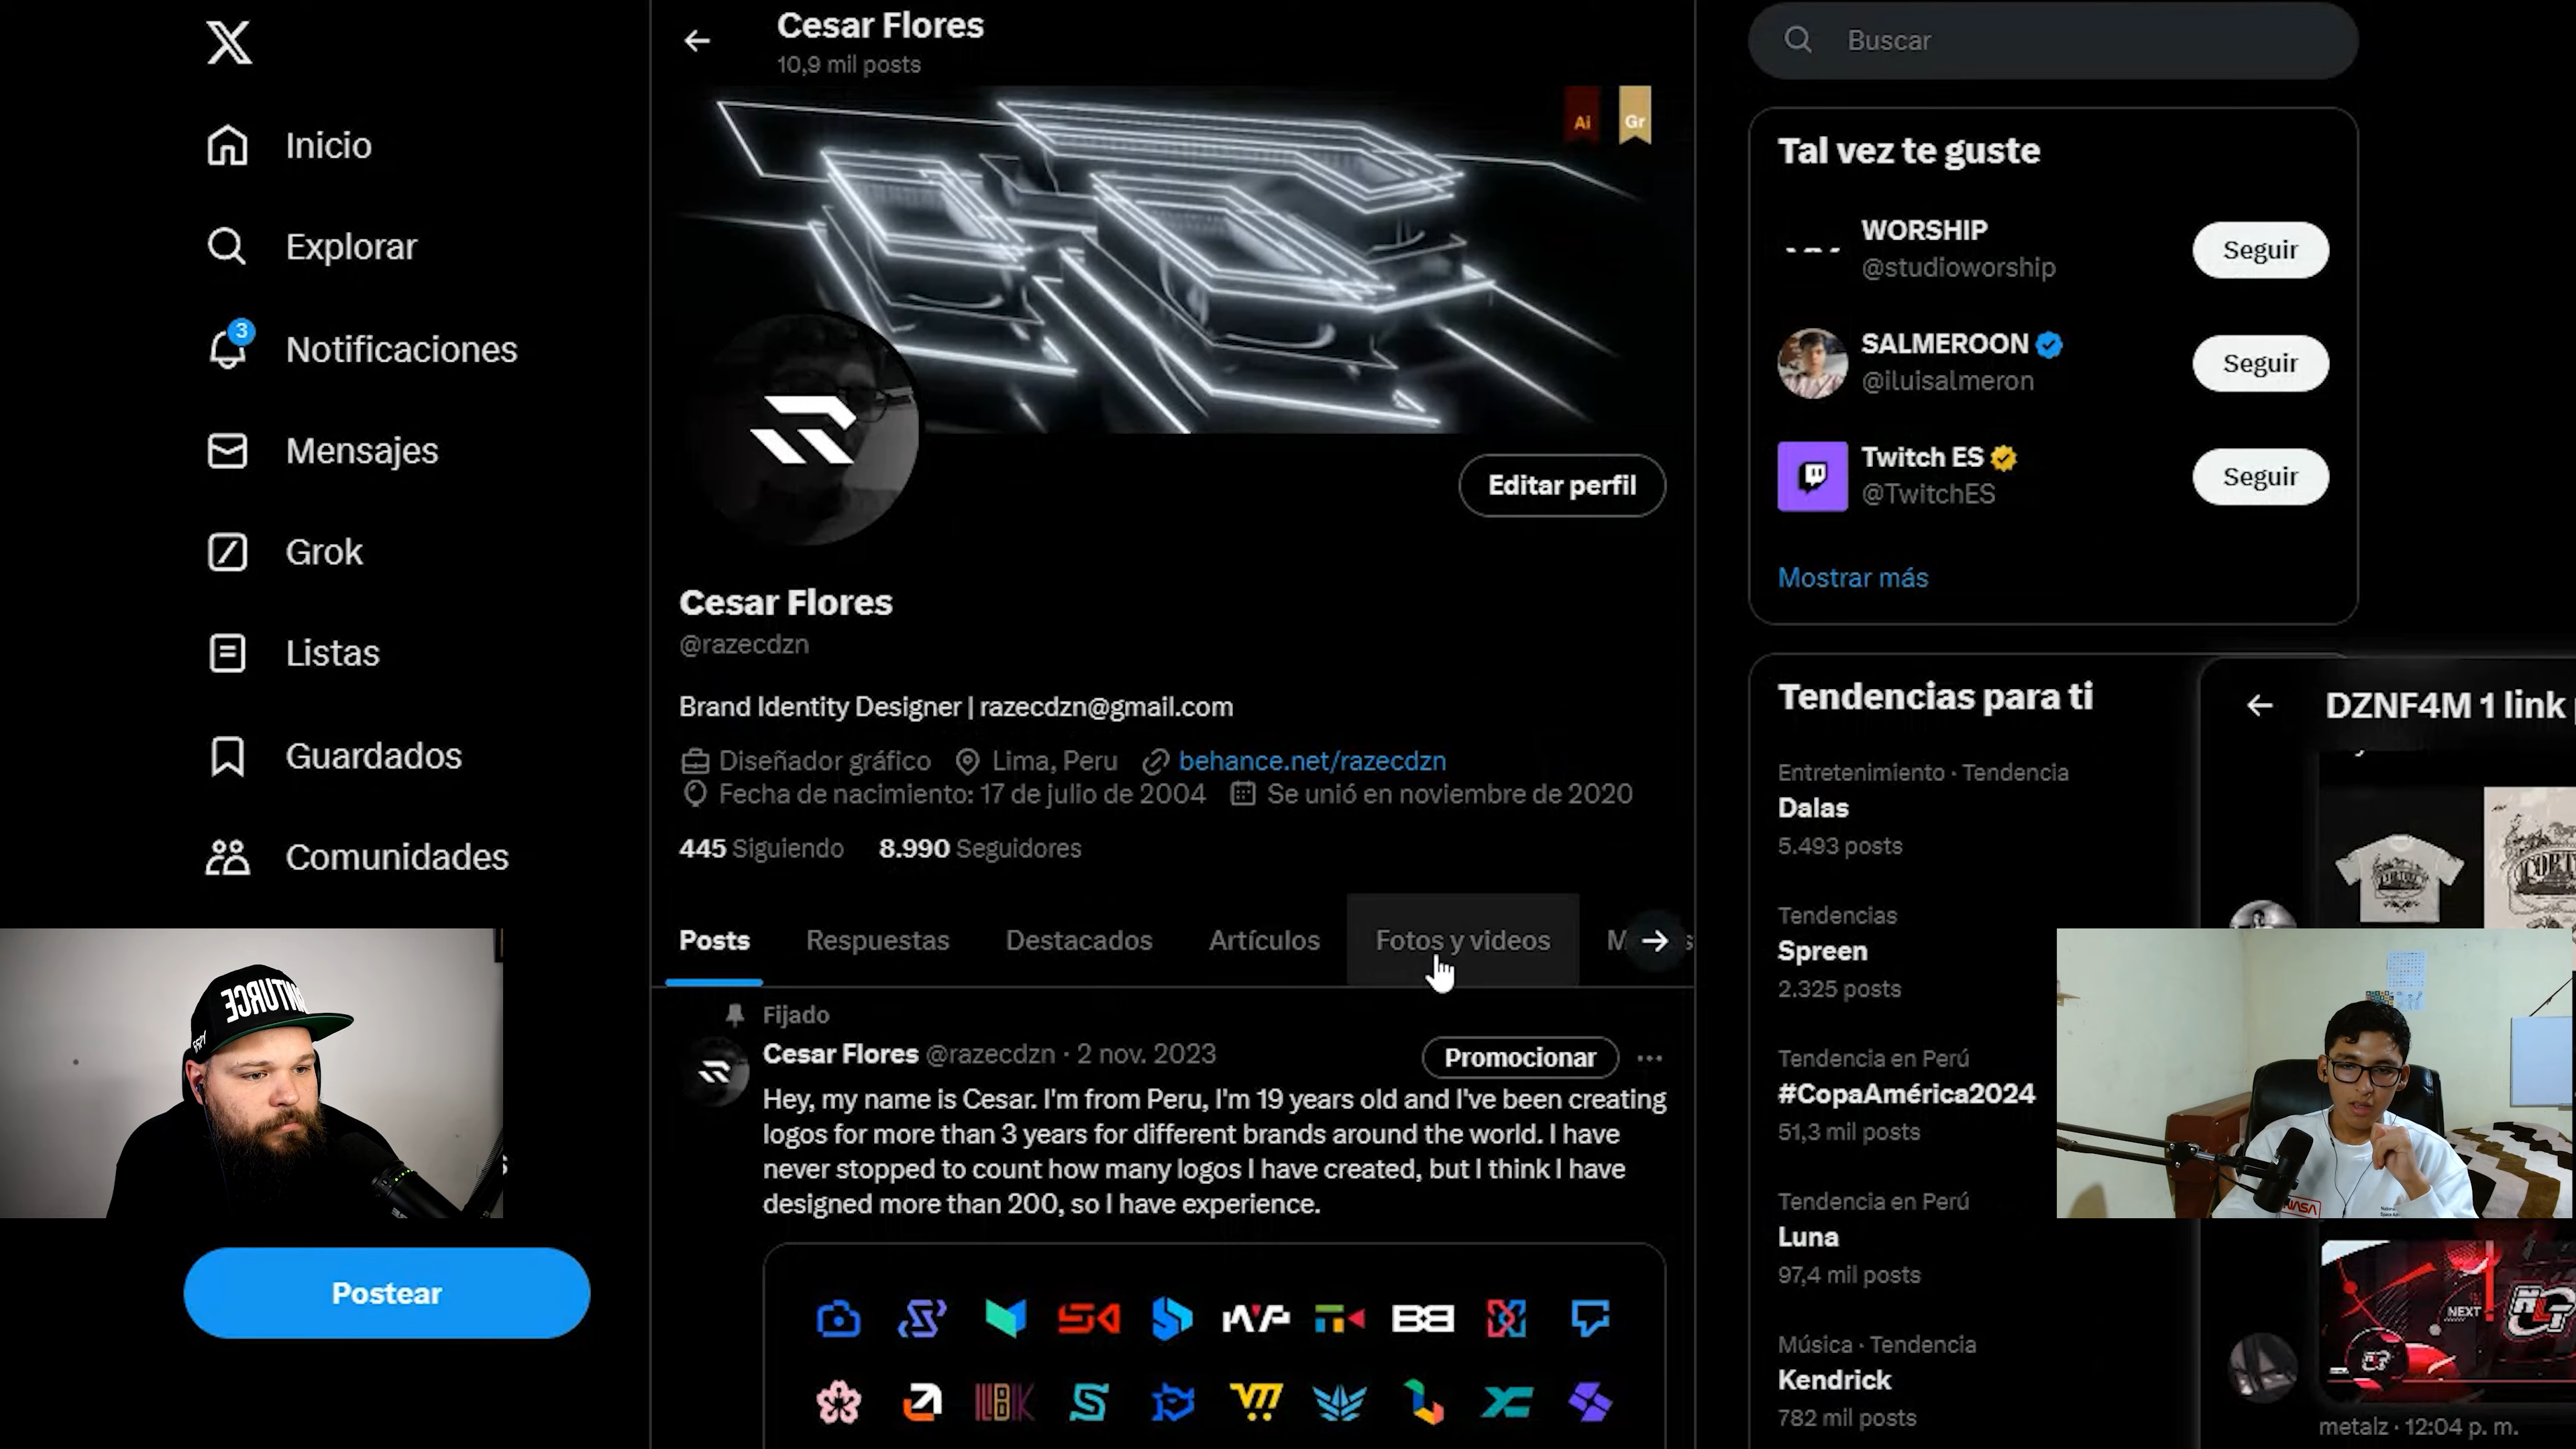 Inicio
Explorar
3
Notificaciones
Mensajes
Grok
Listas
Guardados
Comunidades
Postear
Cesar Flores
10,9 mil posts
Ai
Gr
Editar perfil
Cesar Flores
@razecdzn
Brand Identity Designer | razecdzn@gmail.com
Diseñador gráfico Lima, Peru behance.net/razecdzn
Fecha de nacimiento: 17 de julio de 2004 Se unió en noviembre de 2020
445 Siguiendo 8.990 Seguidores
Posts Respuestas Destacados Artículos Fotos y videos
Fijado
Cesar Flores @razecdzn · 2 nov. 2023
Promocionar
Hey, my name is Cesar. I'm from Peru, I'm 19 years old and I've been creating
logos for more than 3 years for different brands around the world. I have
never stopped to count how many logos I have created, but I think I have
designed more than 200, so I have experience.
Buscar
Tal vez te guste
WORSHIP
@studioworship
Seguir
SALMEROON
@iluisalmeron
Seguir
Twitch ES
@TwitchES
Seguir
Mostrar más
Tendencias para ti
Entretenimiento · Tendencia
Dalas
5.493 posts
Tendencias
Spreen
2.325 posts
Tendencia en Perú
#CopaAmérica2024
51,3 mil posts
Tendencia en Perú
Luna
97,4 mil posts
Música · Tendencia
Kendrick
782 mil posts
DZNF4M 1 link
NASA
NEXT
metalz · 12:04 p. m.